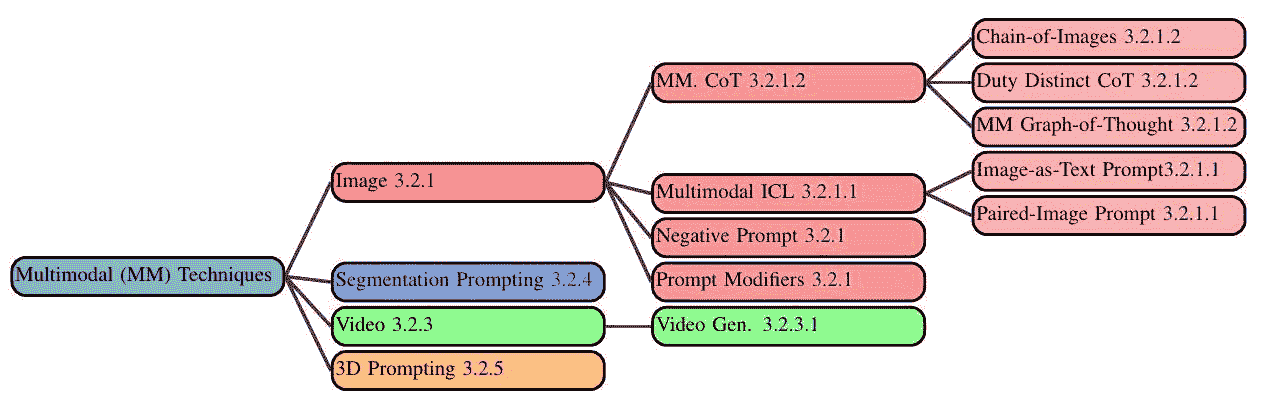 Multimodal (MM) Techniques
Image 3.2.1
MM. CoT 3.2.1.2
Chain-of-Images 3.2.1.2
Duty Distinct CoT 3.2.1.2
MM Graph-of-Thought 3.2.1.2
Multimodal ICL 3.2.1.1
Image-as-Text Prompt3.2.1.1
Paired-Image Prompt 3.2.1.1
Negative Prompt 3.2.1
Prompt Modifiers 3.2.1
Segmentation Prompting 3.2.4
Video 3.2.3
Video Gen. 3.2.3.1
3D Prompting 3.2.5